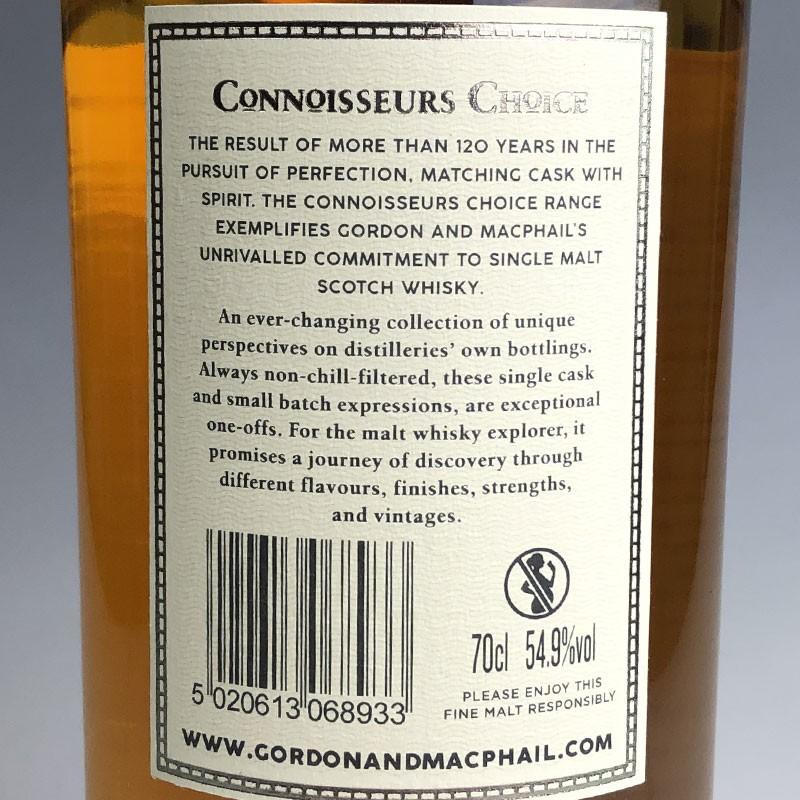 CONNOISSEURS CHOICE
THE RESULT OF MORE THAN 120 YEARS IN THE
PURSUIT OF PERFECTION, MATCHING CASK WITH
SPIRIT. THE CONNOISSEURS CHOICE RANGE
EXEMPLIFIES GORDON AND MACPHAIL'S
UNRIVALLED COMMITMENT TO SINGLE MALT
SCOTCH WHISKY.
An ever-changing collection of unique
perspectives on distilleries' own bottlings.
Always non-chill-filtered, these single cask
and small batch expressions, are exceptional
one-offs. For the malt whisky explorer, it
promises a journey of discovery through
different flavours, finishes, strengths,
and vintages.
70cl 54.9%vol
PLEASE ENJOY THIS
FINE MALT RESPONSIBLY
5 020613 068933
WWW.GORDONANDMACPHAIL.COM